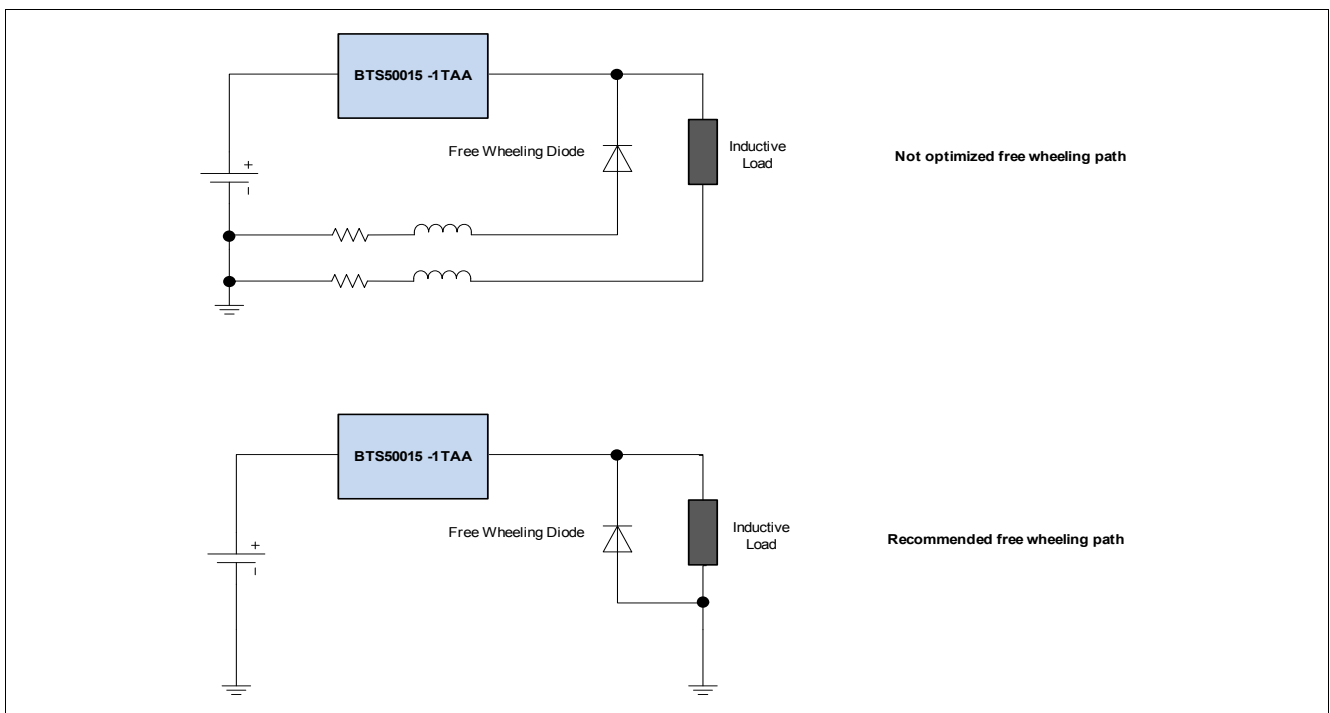 BTS50015 -1TAA
Free Wheeling Diode
Inductive
Load
Not optimized free wheeling path
+
–
BTS50015 -1TAA
Free Wheeling Diode
Inductive
Load
Recommended free wheeling path
+
–